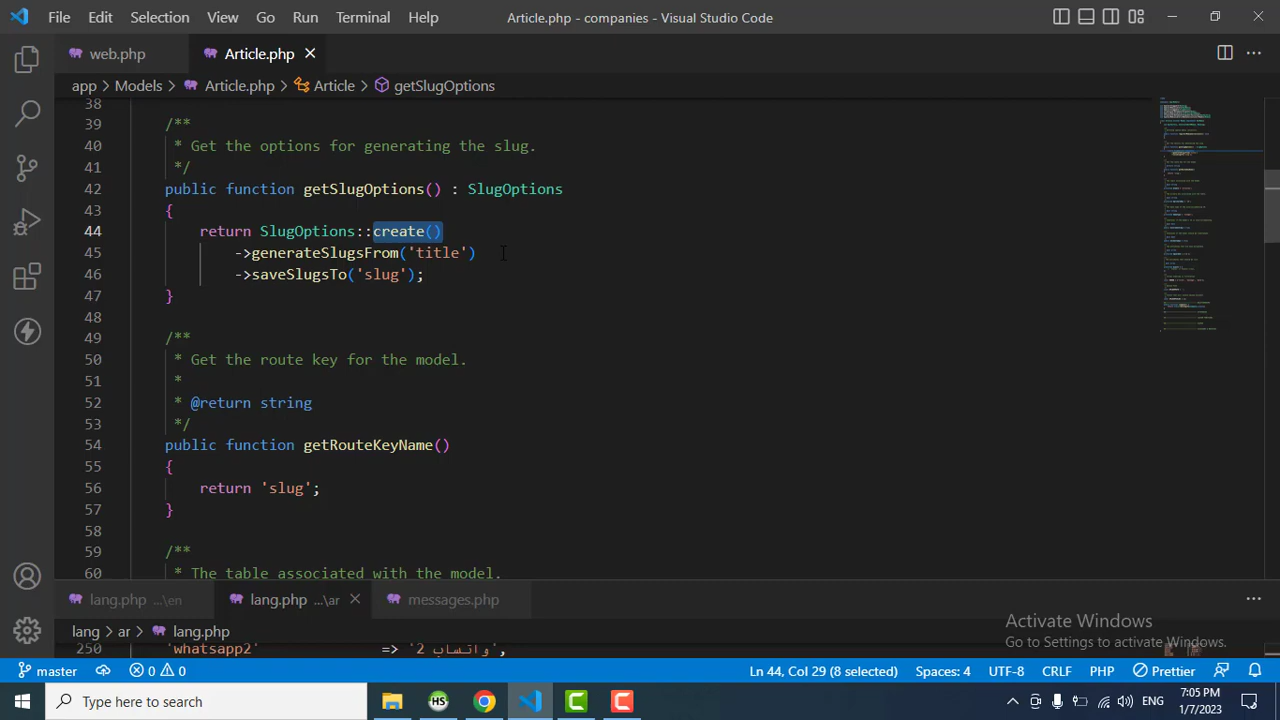 File Edit Selection View Go Run Terminal Help Article.php - companies - Visual Studio Code
web.php Article.php
app > Models > Article.php > Article > getSlugOptions
38
39 /**
40 * Get the options for generating the slug.
41 */
42 public function getSlugOptions() : SlugOptions
43 {
44 return SlugOptions::create()
45 ->generateSlugsFrom('title')
46 ->saveSlugsTo('slug');
47 }
48
49 /**
50 * Get the route key for the model.
51 *
52 * @return string
53 */
54 public function getRouteKeyName()
55 {
56 return 'slug';
57 }
58
59 /**
60 * The table associated with the model.
lang.php ...\en lang.php ...\ar messages.php
lang > ar > lang.php
250 'whatsapp2' => 'واتساب 2',
Activate Windows
Go to Settings to activate Windows.
master 0 0 Ln 44, Col 29 (8 selected) Spaces: 4 UTF-8 CRLF PHP Prettier
Type here to search HS ENG 7:05 PM
1/7/2023